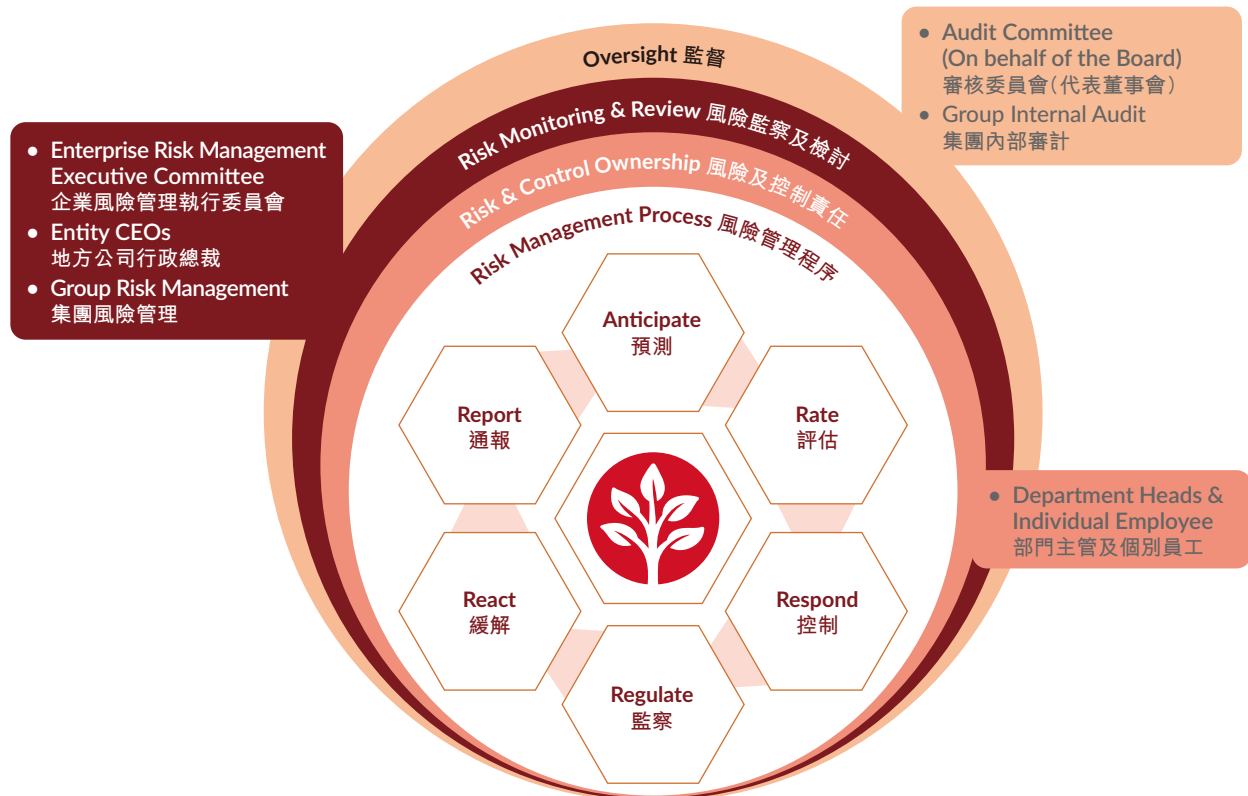 Oversight 監督
Risk Monitoring & Review 風險監察及檢討
Risk & Control Ownership 風險及控制責任
Risk Management Process 風險管理程序
• Audit Committee
(On behalf of the Board)
審核委員會(代表董事會)
• Group Internal Audit
集團內部審計
• Enterprise Risk Management
Executive Committee
企業風險管理執行委員會
• Entity CEOs
地方公司行政總裁
• Group Risk Management
集團風險管理
• Department Heads &
Individual Employee
部門主管及個別員工
Anticipate
預測
Rate
評估
Respond
控制
Regulate
監察
React
緩解
Report
通報